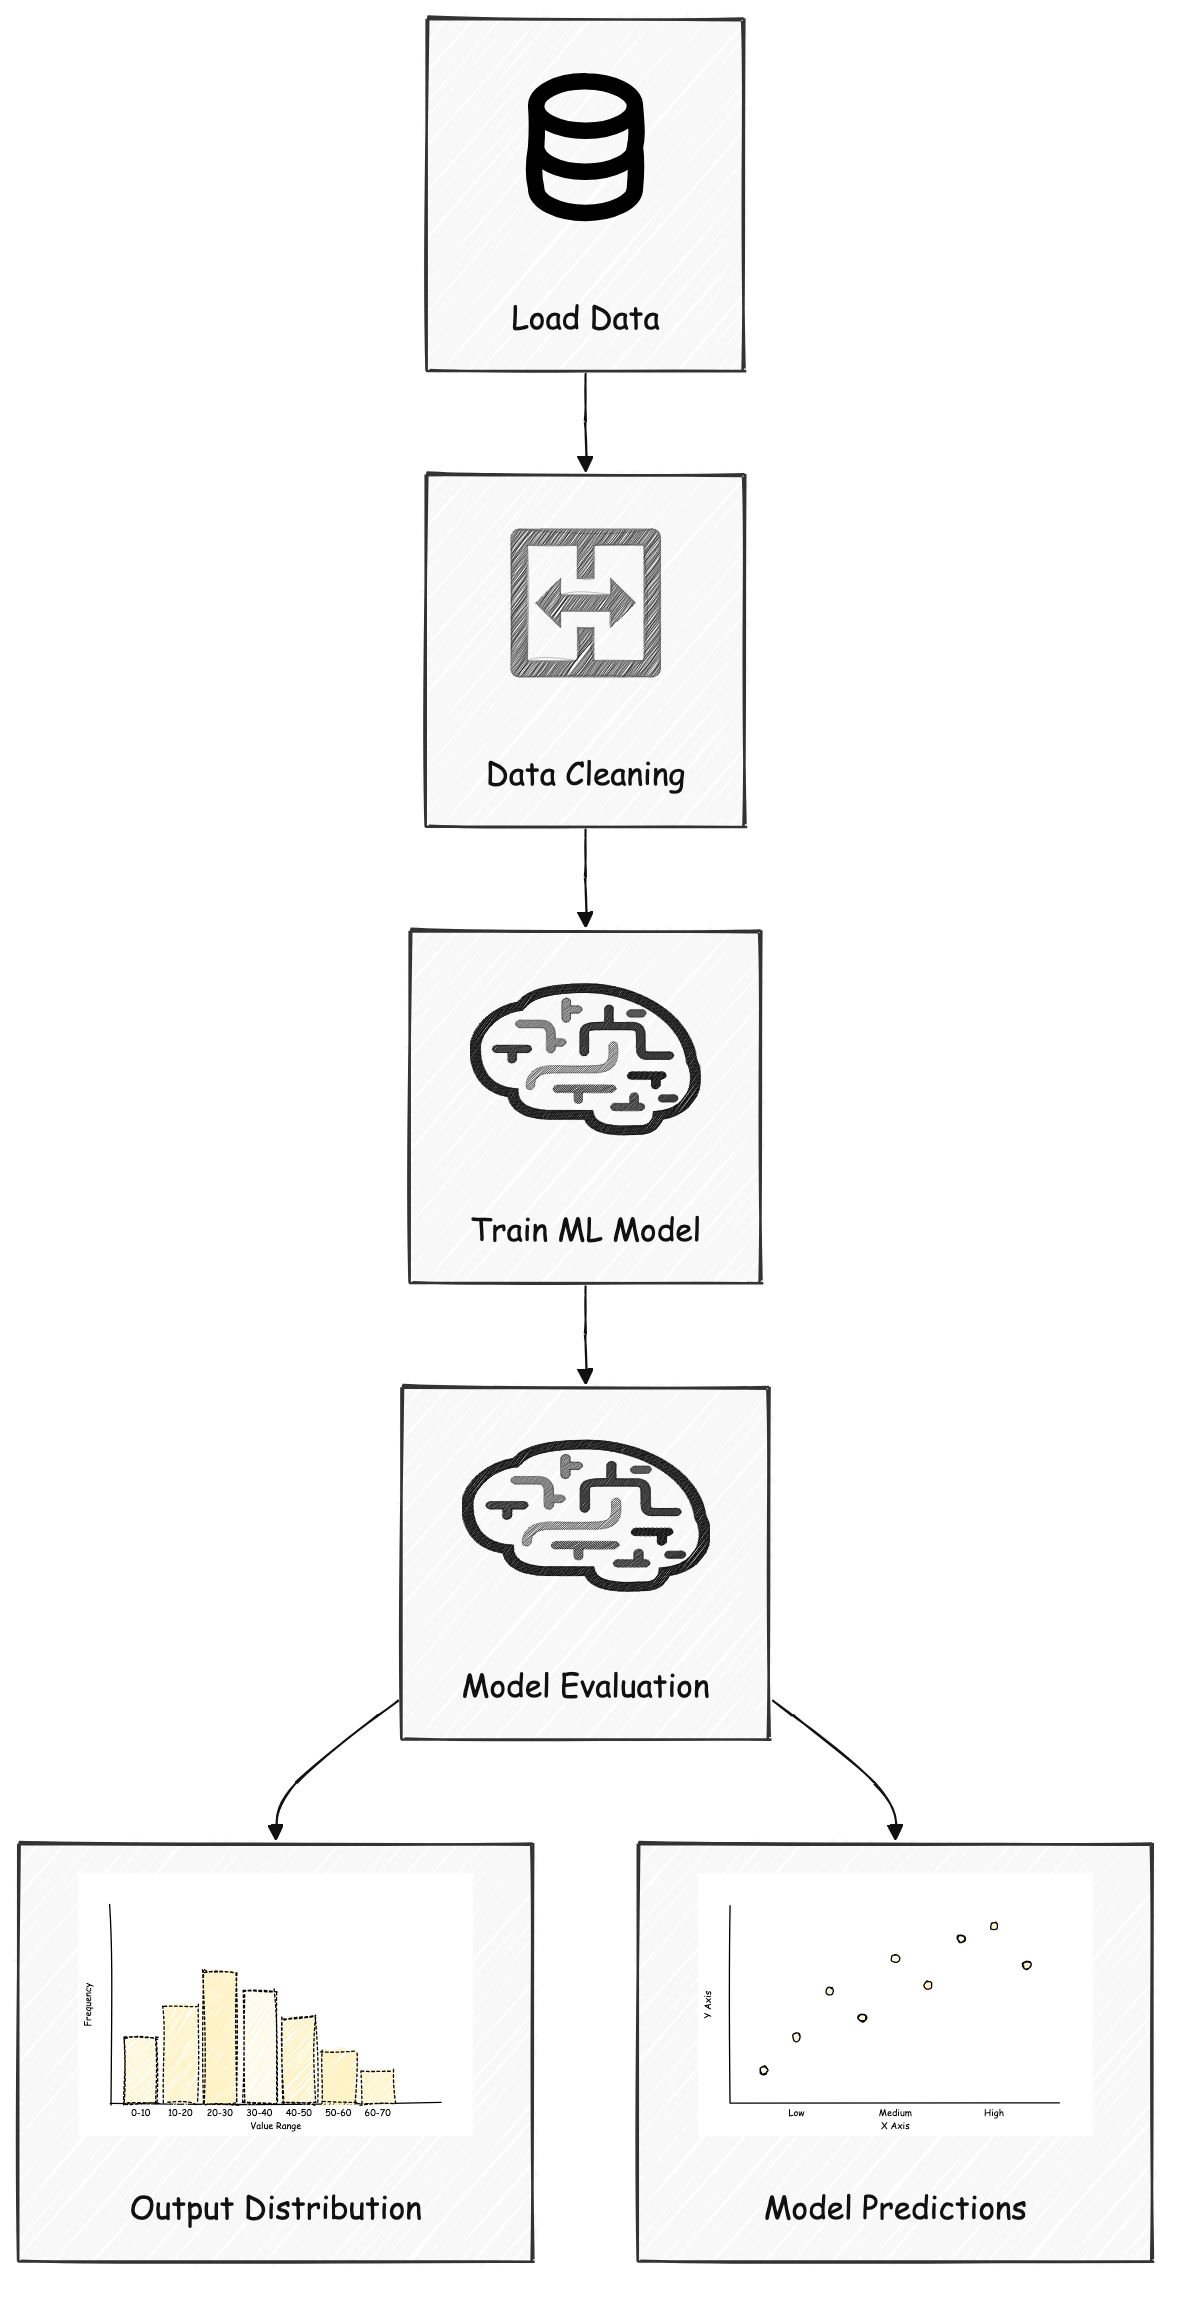 Load Data
Data Cleaning
Train ML Model
Model Evaluation
Frequency
0-10 10-20 20-30 30-40 40-50 50-60 60-70
Value Range
Output Distribution
Y Axis
Low Medium High
X Axis
Model Predictions